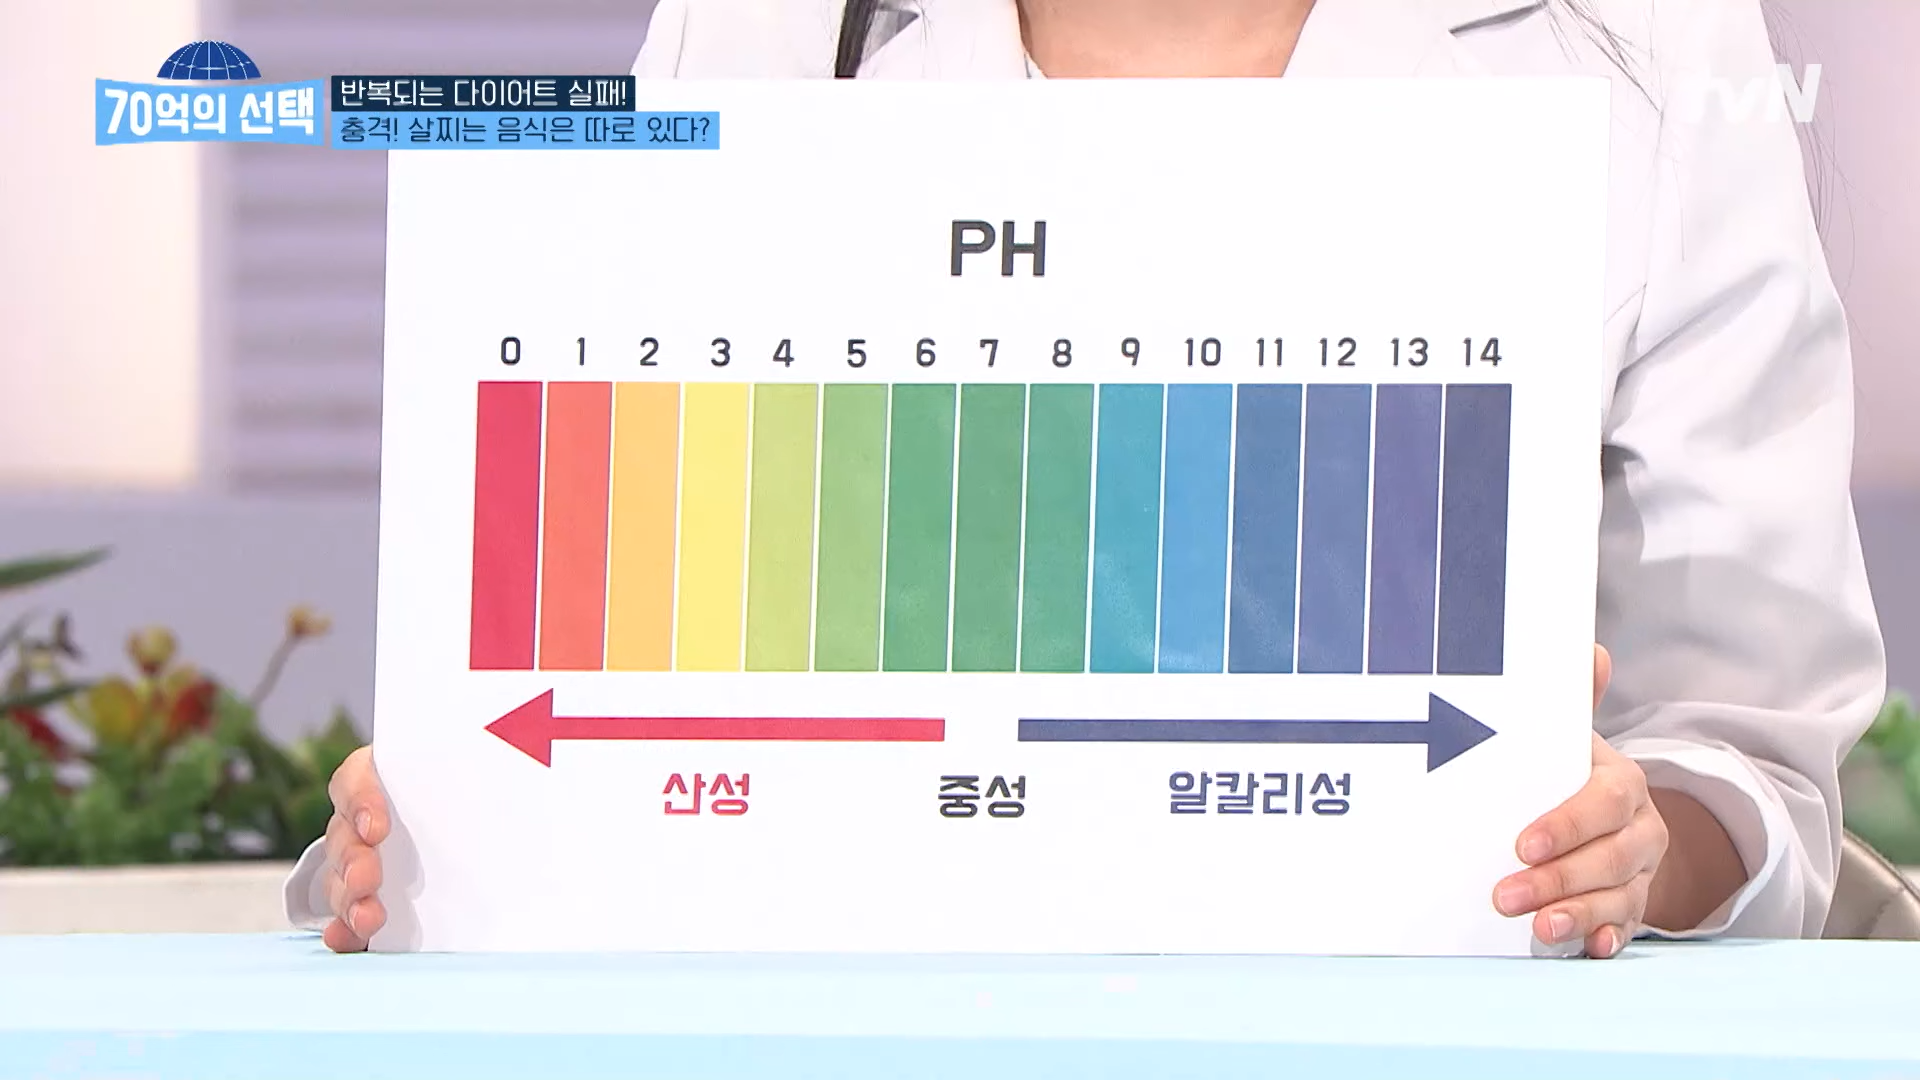 70억의 선택
반복되는 다이어트 실패!
충격! 살찌는 음식은 따로 있다?
tvN
PH
0 1 2 3 4 5 6 7 8 9 10 11 12 13 14
산성 중성 알칼리성